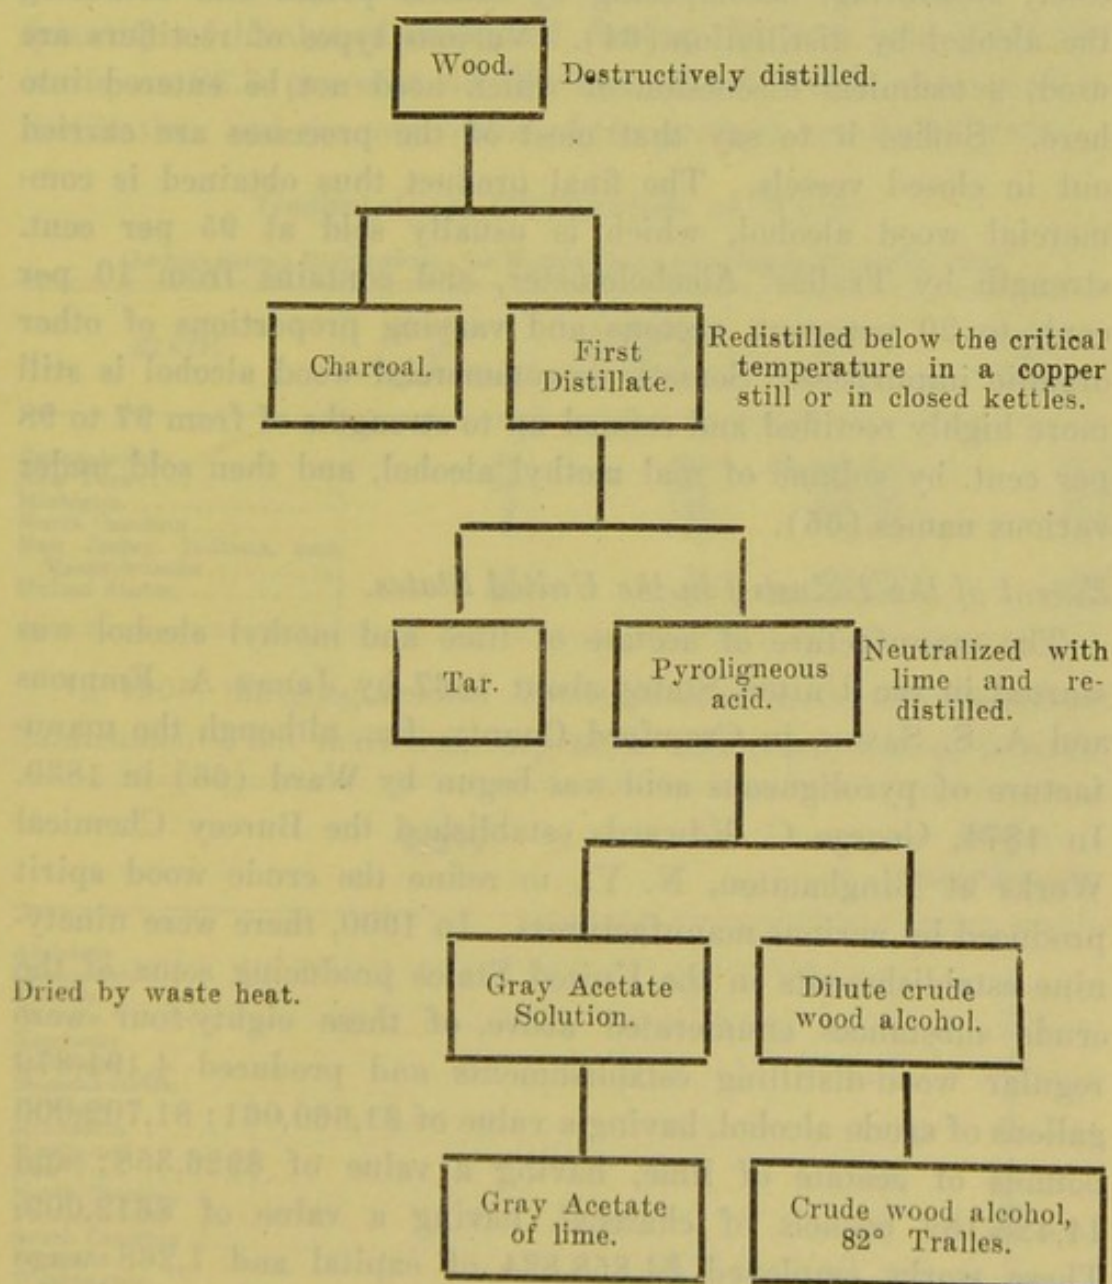 Wood.
Destructively distilled.
Charcoal.
First
Distillate.
Redistilled below the critical
temperature in a copper
still or in closed kettles.
Tar.
Pyroligneous
acid.
Neutralized with
lime and re-
distilled.
Dried by waste heat.
Gray Acetate
Solution.
Dilute crude
wood alcohol.
Gray Acetate
of lime.
Crude wood alcohol,
82° Tralles.